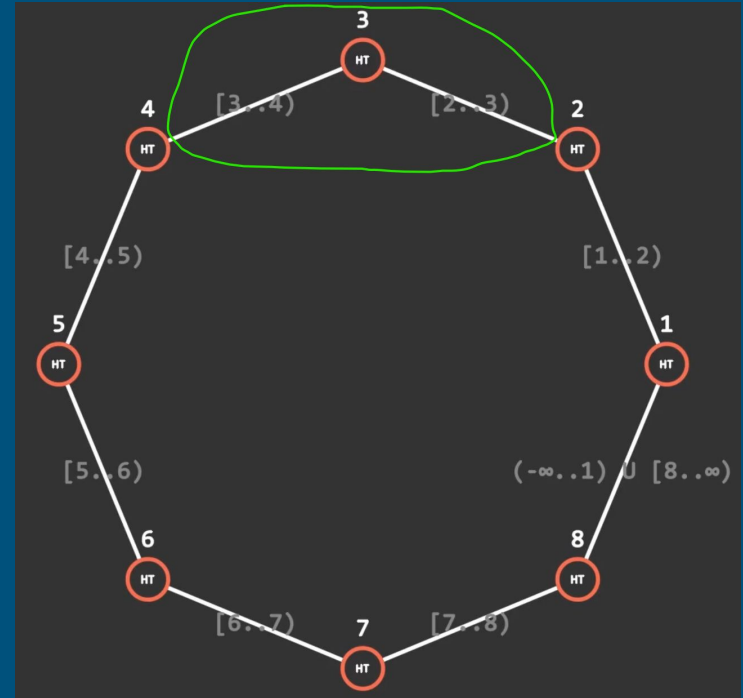 3
HT
[3..4)
[2..3)
4
HT
2
HT
[4..5)
[1..2)
5
HT
1
HT
[5..6)
(-∞..1) U [8..∞)
6
HT
8
HT
[6..7)
[7..8)
7
HT